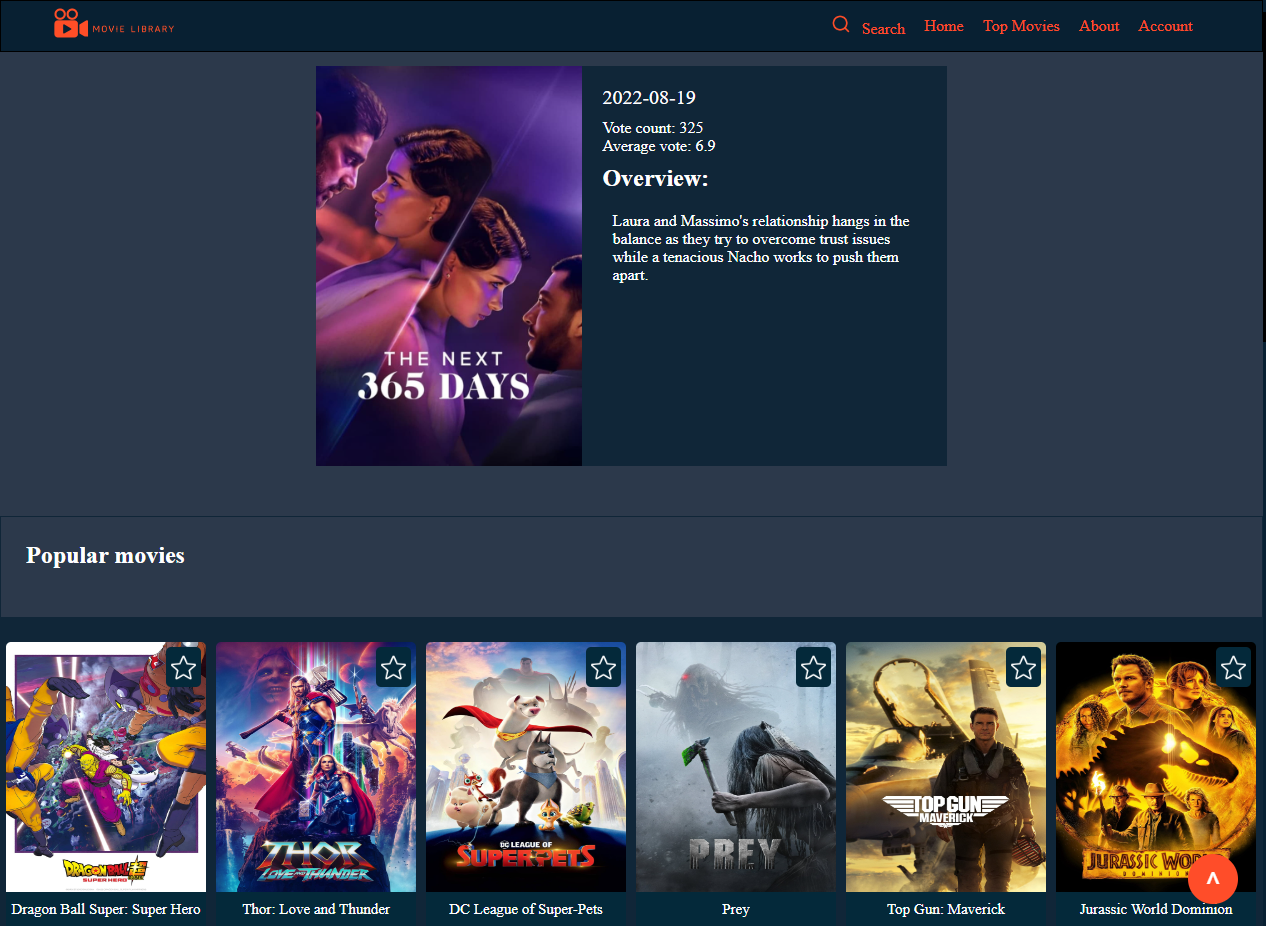 MOVIE LIBRARY
Search Home Top Movies About Account
2022-08-19
Vote count: 325
Average vote: 6.9
Overview:
Laura and Massimo's relationship hangs in the
balance as they try to overcome trust issues
while a tenacious Nacho works to push them
apart.
THE NEXT
365 DAYS
Popular movies
DRAGON BALL 超
SUPER HERO
THOR
LOVE AND THUNDER
DC LEAGUE OF
SUPER-PETS
PREY
TOP GUN
MAVERICK
JURASSIC WORLD
DOMINION
^
Dragon Ball Super: Super Hero
Thor: Love and Thunder
DC League of Super-Pets
Prey
Top Gun: Maverick
Jurassic World Dominion